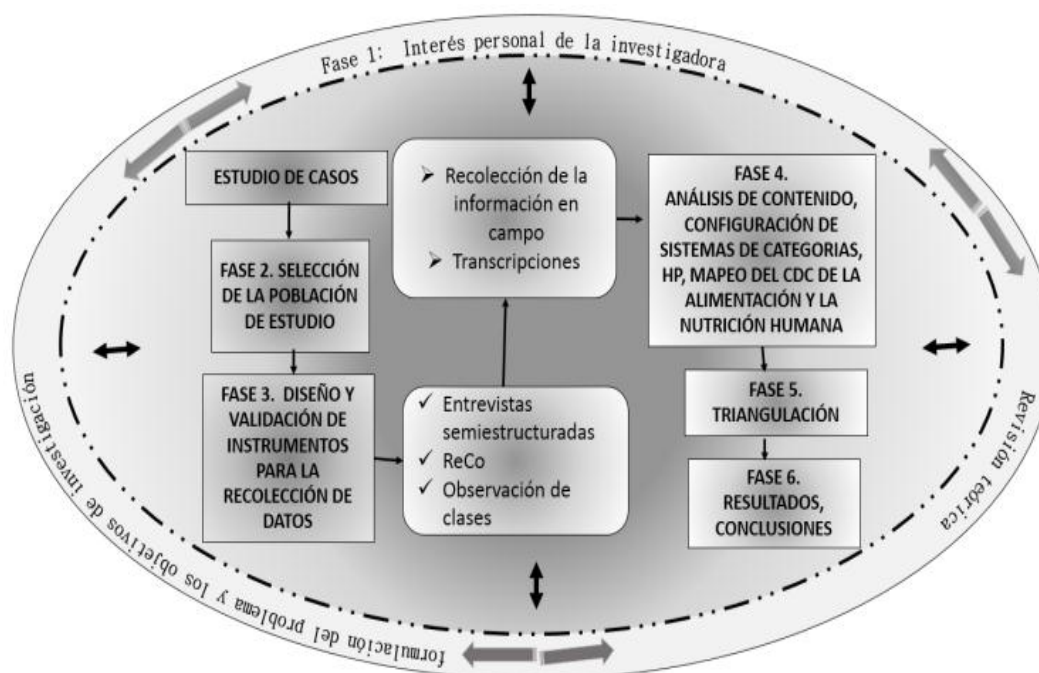 Fase 1: Interés personal de la investigadora
ESTUDIO DE CASOS
FASE 2. SELECCIÓN
DE LA POBLACIÓN
DE ESTUDIO
FASE 3. DISEÑO Y
VALIDACIÓN DE
INSTRUMENTOS
PARA LA
RECOLECCIÓN DE
DATOS
✓ Entrevistas
semiestructuradas
✓ ReCo
✓ Observación de
clases
➢ Recolección de la
información en
campo
➢ Transcripciones
FASE 4.
ANÁLISIS DE CONTENIDO,
CONFIGURACIÓN DE
SISTEMAS DE CATEGORIAS,
HP, MAPEO DEL CDC DE LA
ALIMENTACIÓN Y LA
NUTRICIÓN HUMANA
FASE 5.
TRIANGULACIÓN
FASE 6.
RESULTADOS,
CONCLUSIONES
Revisión teórica
formulación del problema y los objetivos de investigación